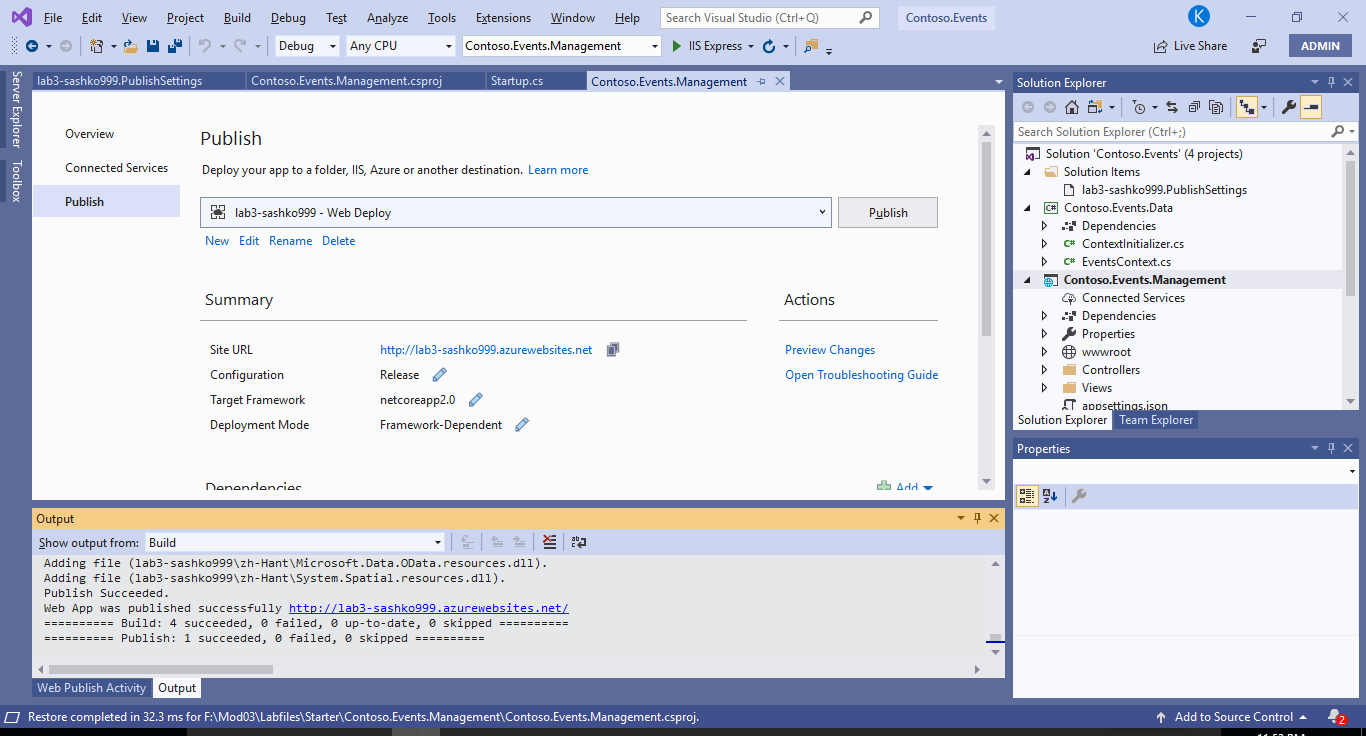 File Edit View Project Build Debug Test Analyze Tools Extensions Window Help Search Visual Studio (Ctrl+Q) Contoso.Events K
Debug Any CPU Contoso.Events.Management IIS Express Live Share ADMIN
Server Explorer
Toolbox
lab3-sashko999.PublishSettings Contoso.Events.Management.csproj Startup.cs Contoso.Events.Management
Overview
Connected Services
Publish
Publish
Deploy your app to a folder, IIS, Azure or another destination. Learn more
lab3-sashko999 - Web Deploy Publish
New Edit Rename Delete
Summary Actions
Site URL http://lab3-sashko999.azurewebsites.net Preview Changes
Configuration Release Open Troubleshooting Guide
Target Framework netcoreapp2.0
Deployment Mode Framework-Dependent
Dependencies Add
Output
Show output from: Build
Adding file (lab3-sashko999\zh-Hant\Microsoft.Data.OData.resources.dll).
Adding file (lab3-sashko999\zh-Hant\System.Spatial.resources.dll).
Publish Succeeded.
Web App was published successfully http://lab3-sashko999.azurewebsites.net/
========== Build: 4 succeeded, 0 failed, 0 up-to-date, 0 skipped ==========
========== Publish: 1 succeeded, 0 failed, 0 skipped ==========
Web Publish Activity Output
Solution Explorer
Search Solution Explorer (Ctrl+;)
Solution 'Contoso.Events' (4 projects)
Solution Items
lab3-sashko999.PublishSettings
C# Contoso.Events.Data
Dependencies
C# ContextInitializer.cs
C# EventsContext.cs
Contoso.Events.Management
Connected Services
Dependencies
Properties
wwwroot
Controllers
Views
appsettings.json
Solution Explorer Team Explorer
Properties
Restore completed in 32.3 ms for F:\Mod03\Labfiles\Starter\Contoso.Events.Management\Contoso.Events.Management.csproj. Add to Source Control 2
11:53 PM